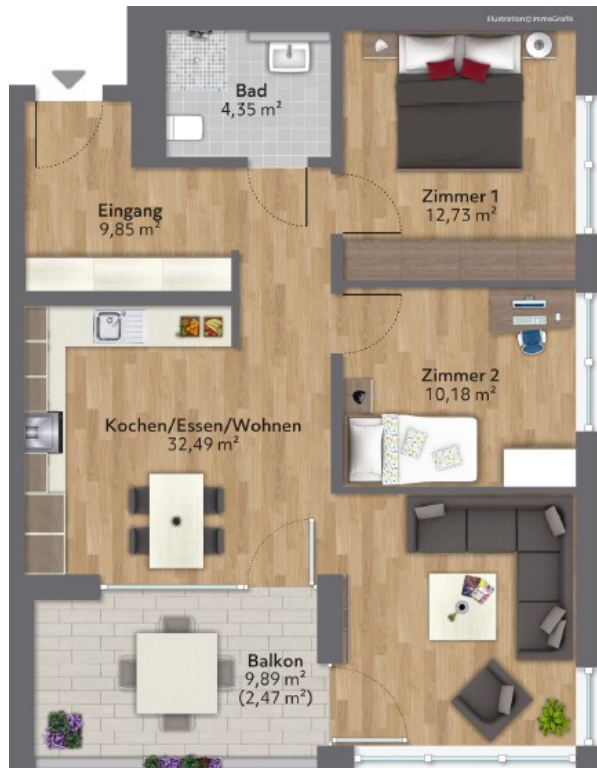 Illustration © ImmoGrafik
Bad
4,35 m²
Zimmer 1
12,73 m²
Eingang
9,85 m²
Zimmer 2
10,18 m²
Kochen/Essen/Wohnen
32,49 m²
Balkon
9,89 m²
(2,47 m²)